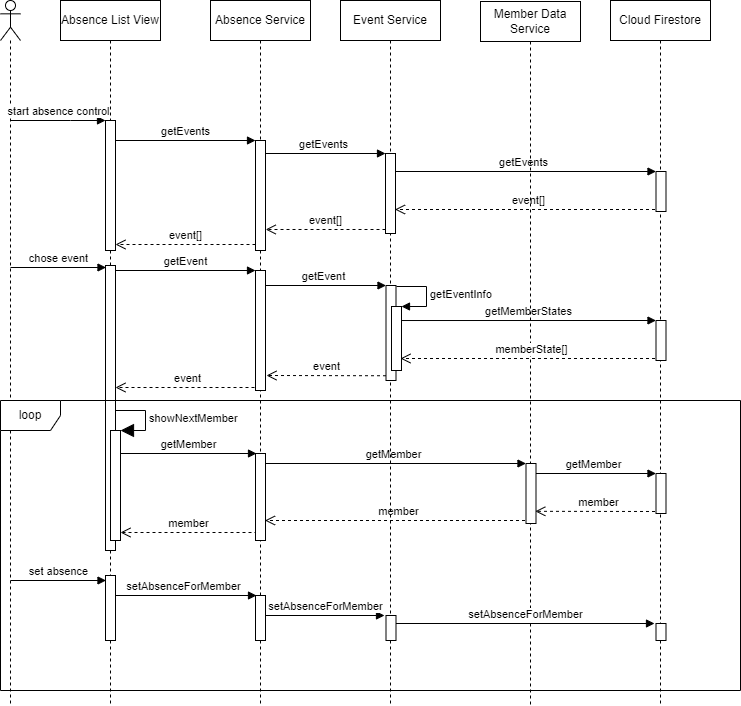 Absence List View
Absence Service
Event Service
Member Data
Service
Cloud Firestore
start absence control
getEvents
getEvents
getEvents
event[]
event[]
event[]
chose event
getEvent
getEvent
getEventInfo
getMemberStates
memberState[]
event
event
loop
showNextMember
getMember
getMember
getMember
member
member
member
set absence
setAbsenceForMember
setAbsenceForMember
setAbsenceForMember